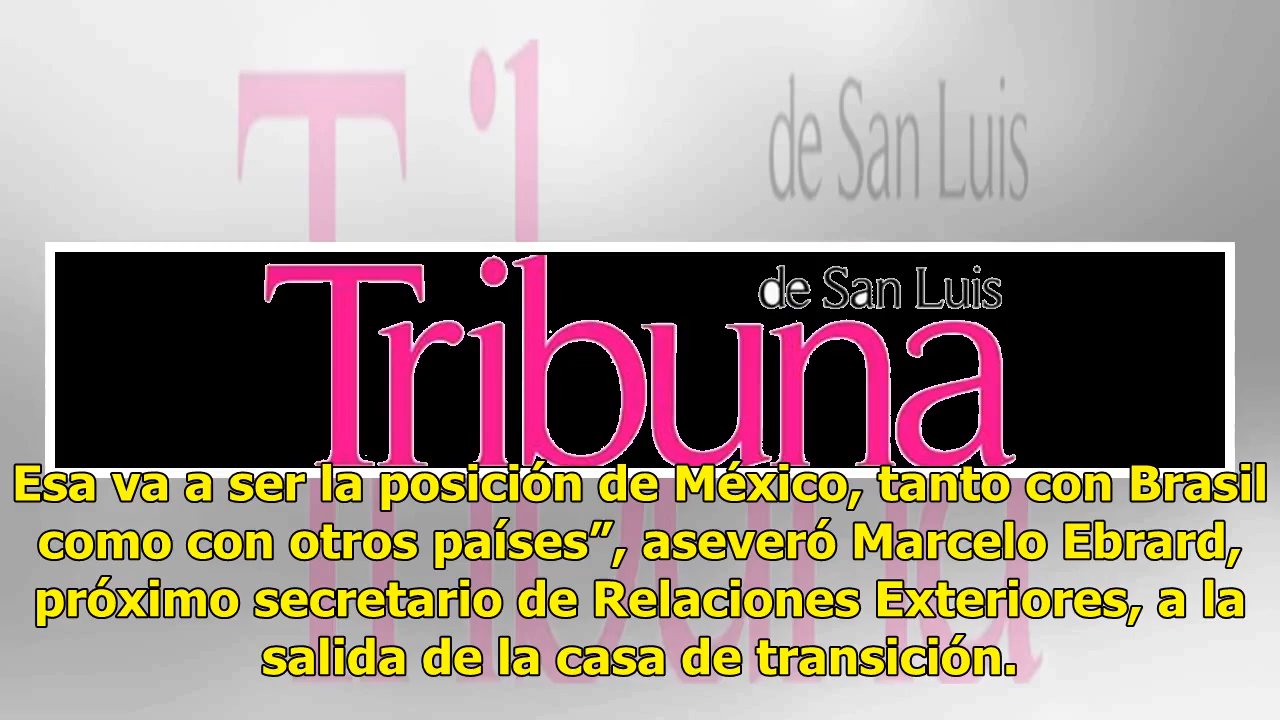 de San Luis
de San Luis
Tribuna
Esa va a ser la posición de México, tanto con Brasil
como con otros países”, aseveró Marcelo Ebrard,
próximo secretario de Relaciones Exteriores, a la
salida de la casa de transición.